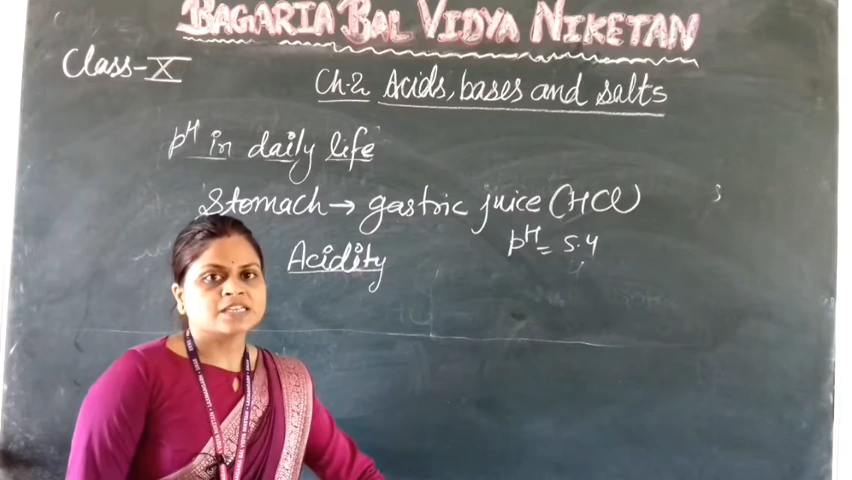 BAGARIA BAL VIDYA NIKETAN
Class-X
Ch.2 Acids, bases and salts
pH in daily life
Stomach → gastric juice (HCl)
pH = 5.4
Acidity